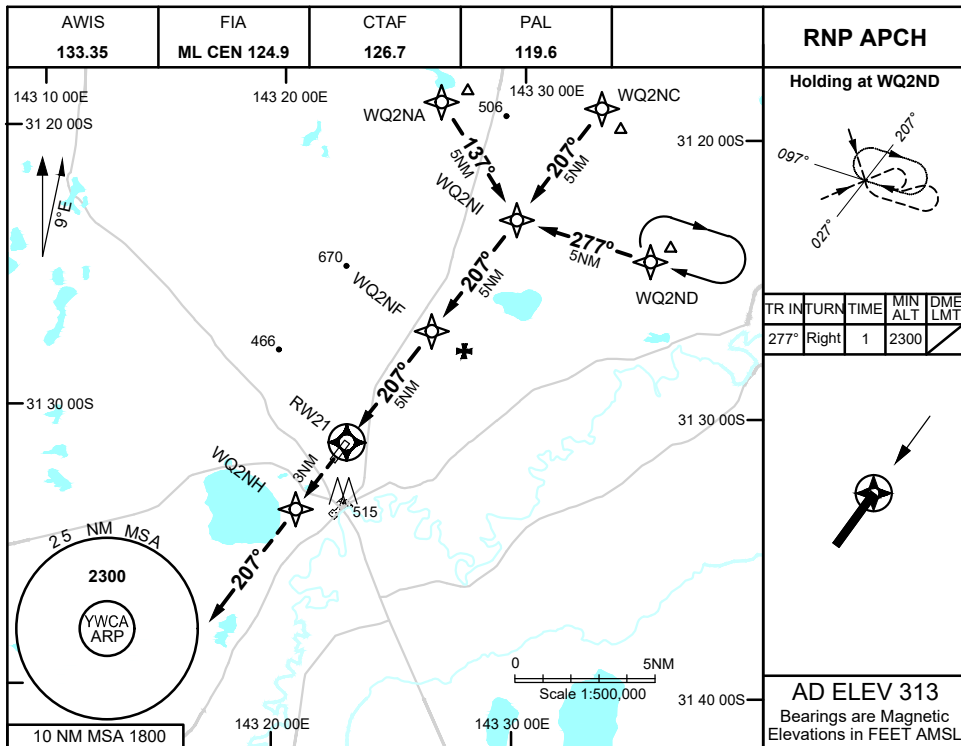 AWIS
133.35
FIA
ML CEN 124.9
CTAF
126.7
PAL
119.6
RNP APCH
143 10 00E
143 20 00E
143 30 00E
31 20 00S
31 20 00S
9°E
WQ2NA
506
WQ2NC
137°
5NM
207°
5NM
WQ2NI
277°
5NM
WQ2ND
670
WQ2NF
207°
5NM
466
207°
5NM
31 30 00S
31 30 00S
RW21
WQ2NH
3NM
515
207°
25 NM MSA
2300
YWCA
ARP
10 NM MSA 1800
0 5NM
Scale 1:500,000
31 40 00S
143 20 00E
143 30 00E
Holding at WQ2ND
207°
097°
027°
TR IN TURN TIME MIN ALT DME LMT
277° Right 1 2300
AD ELEV 313
Bearings are Magnetic
Elevations in FEET AMSL